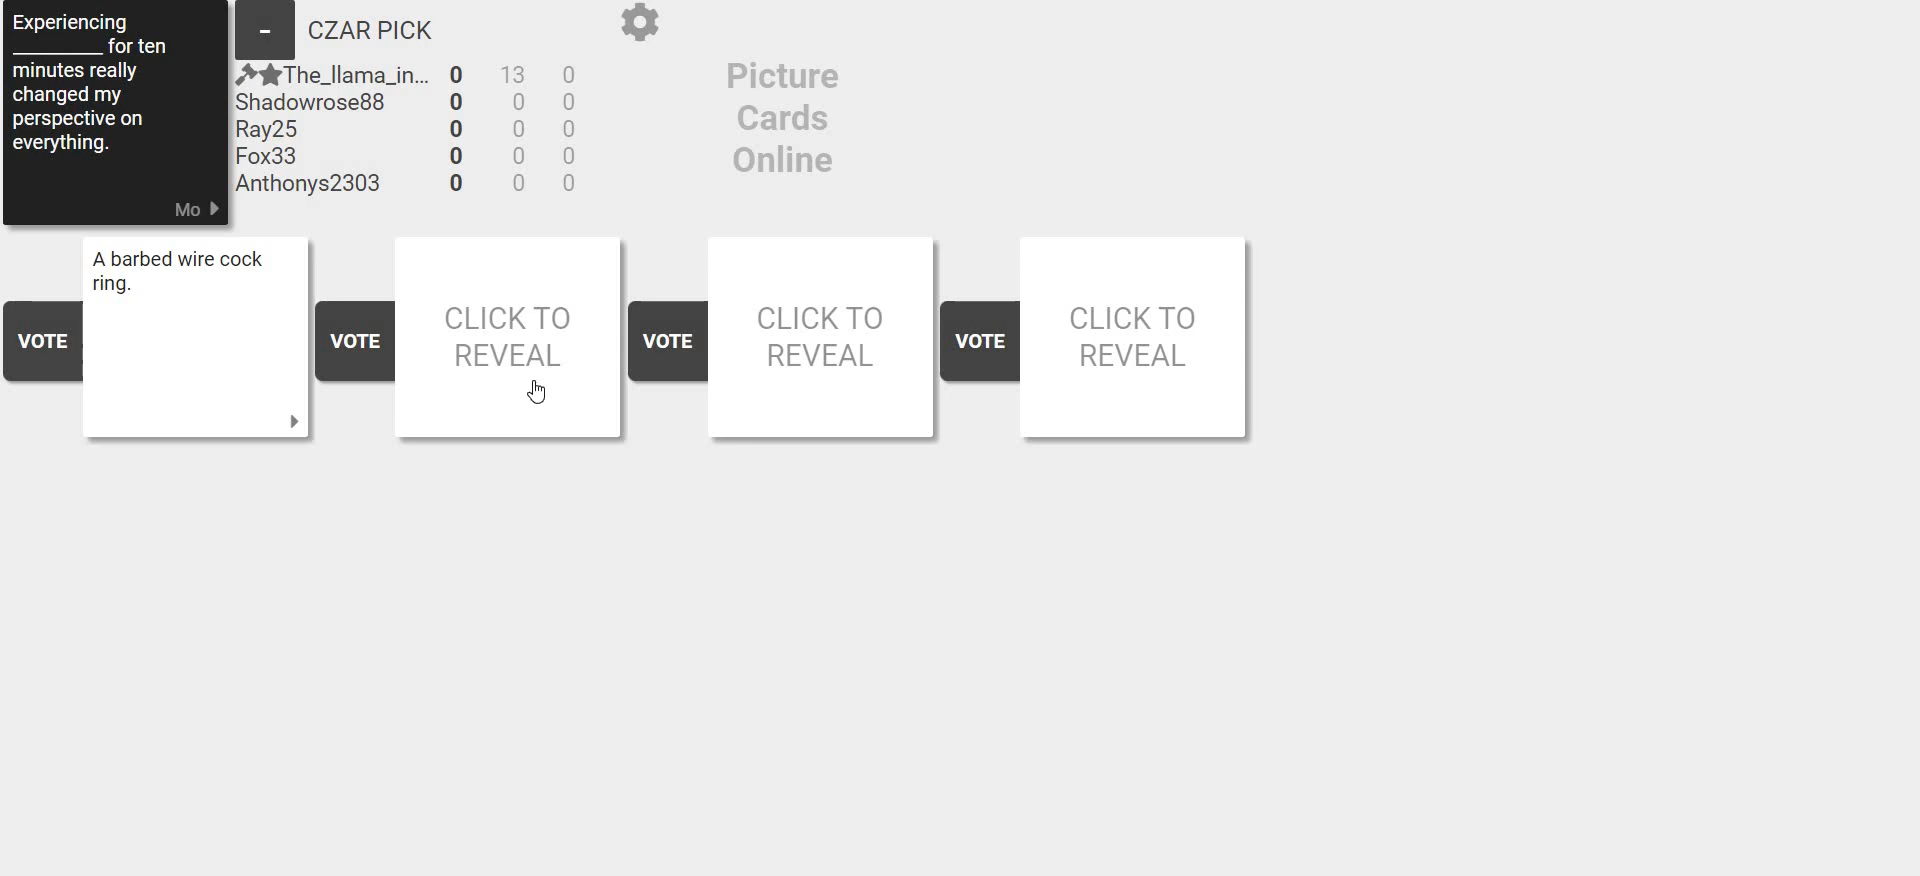 Experiencing
_________ for ten
minutes really
changed my
perspective on
everything.
Mo
-
CZAR PICK
The_llama_in... 0 13 0
Shadowrose88 0 0 0
Ray25 0 0 0
Fox33 0 0 0
Anthonys2303 0 0 0
Picture
Cards
Online
VOTE
A barbed wire cock
ring.
VOTE
CLICK TO
REVEAL
VOTE
CLICK TO
REVEAL
VOTE
CLICK TO
REVEAL